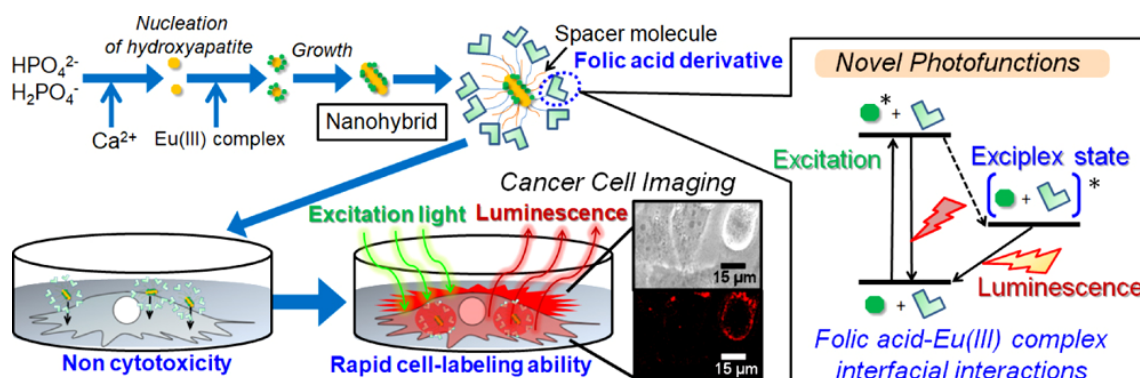 Nucleation
of hydroxyapatite
Growth
HPO₄²⁻
H₂PO₄⁻
Ca²⁺
Eu(III) complex
Nanohybrid
Spacer molecule
Folic acid derivative
Novel Photofunctions
* +
Excitation
Exciplex state
[ + ] *
Luminescence
+
Folic acid-Eu(III) complex
interfacial interactions
Cancer Cell Imaging
Excitation light
Luminescence
15 μm
15 μm
Non cytotoxicity
Rapid cell-labeling ability